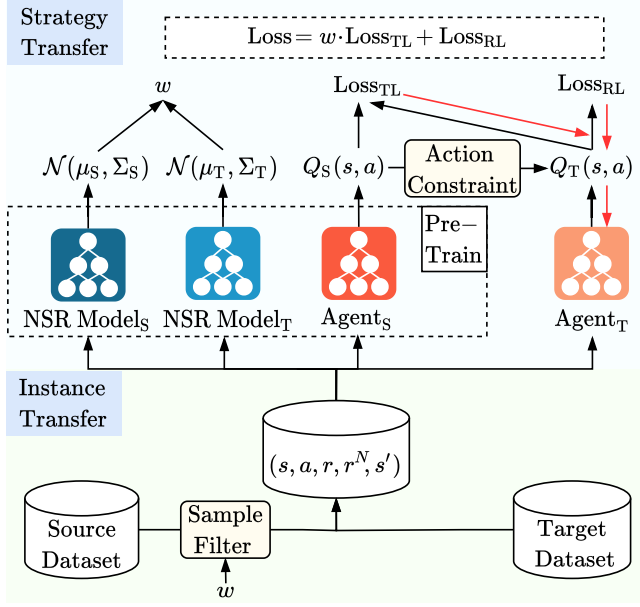 Strategy
Transfer
Loss = w·Loss_TL + Loss_RL
w
Loss_TL
Loss_RL
𝒩(μ_S, Σ_S)
𝒩(μ_T, Σ_T)
Q_S(s, a)
Action
Constraint
Q_T(s, a)
Pre−
Train
NSR Model_S
NSR Model_T
Agent_S
Agent_T
Instance
Transfer
(s, a, r, r^N, s′)
Source
Dataset
Sample
Filter
Target
Dataset
w